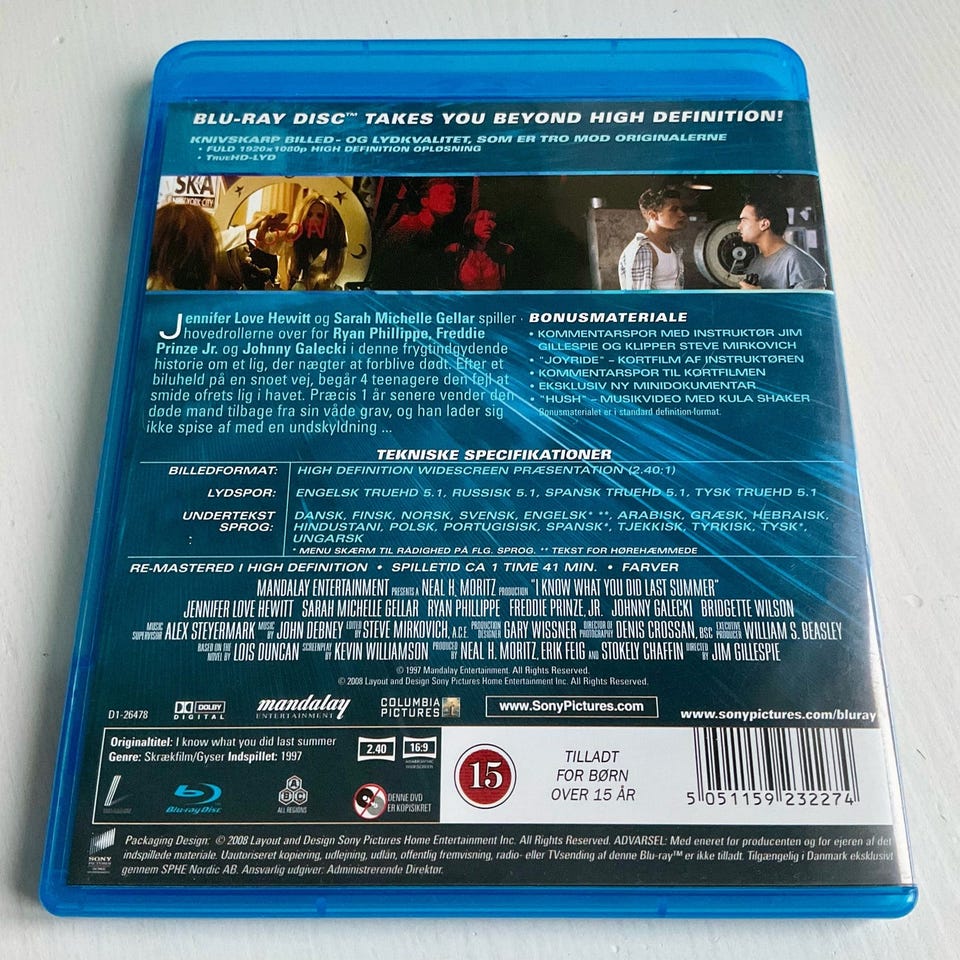 BLU-RAY DISC™ TAKES YOU BEYOND HIGH DEFINITION!
KNIVSKARP BILLED- OG LYDKVALITET, SOM ER TRO MOD ORIGINALERNE
• FULD 1920x1080p HIGH DEFINITION OPLØSNING
• TRUEHD-LYD
SKA
NEW YORK CITY
Jennifer Love Hewitt og Sarah Michelle Gellar spiller
hovedrollerne over for Ryan Phillippe, Freddie
Prinze Jr. og Johnny Galecki i denne frygtindgydende
historie om et lig, der nægter at forblive dødt. Efter et
biluheld på en snoet vej, begår 4 teenagere den fejl at
smide ofrets lig i havet. Præcis 1 år senere vender den
døde mand tilbage fra sin våde grav, og han lader sig
ikke spise af med en undskyldning ...
BONUSMATERIALE
• KOMMENTARSPOR MED INSTRUKTØR JIM
GILLESPIE OG KLIPPER STEVE MIRKOVICH
• "JOYRIDE" – KORTFILM AF INSTRUKTØREN
• KOMMENTARSPOR TIL KORTFILMEN
• EKSKLUSIV NY MINIDOKUMENTAR
• "HUSH" – MUSIKVIDEO MED KULA SHAKER
Bonusmaterialet er i standard definition-format.
TEKNISKE SPECIFIKATIONER
BILLEDFORMAT: HIGH DEFINITION WIDESCREEN PRÆSENTATION (2.40:1)
LYDSPOR: ENGELSK TRUEHD 5.1, RUSSISK 5.1, SPANSK TRUEHD 5.1, TYSK TRUEHD 5.1
UNDERTEKST DANSK, FINSK, NORSK, SVENSK, ENGELSK* **, ARABISK, GRÆSK, HEBRAISK,
SPROG: HINDUSTANI, POLSK, PORTUGISISK, SPANSK*, TJEKKISK, TYRKISK, TYSK*,
: UNGARSK
* MENU SKÆRM TIL RÅDIGHED PÅ FLG. SPROG. ** TEKST FOR HØREHÆMMEDE
RE-MASTERED I HIGH DEFINITION • SPILLETID CA 1 TIME 41 MIN. • FARVER
MANDALAY ENTERTAINMENT PRESENTS A NEAL H. MORITZ PRODUCTION "I KNOW WHAT YOU DID LAST SUMMER"
JENNIFER LOVE HEWITT SARAH MICHELLE GELLAR RYAN PHILLIPPE FREDDIE PRINZE, JR. JOHNNY GALECKI BRIDGETTE WILSON
MUSIC SUPERVISOR ALEX STEYERMARK MUSIC BY JOHN DEBNEY EDITED BY STEVE MIRKOVICH, A.C.E. PRODUCTION DESIGNER GARY WISSNER DIRECTOR OF PHOTOGRAPHY DENIS CROSSAN, BSC EXECUTIVE PRODUCER WILLIAM S. BEASLEY
BASED ON THE NOVEL BY LOIS DUNCAN SCREENPLAY BY KEVIN WILLIAMSON PRODUCED BY NEAL H. MORITZ, ERIK FEIG AND STOKELY CHAFFIN DIRECTED BY JIM GILLESPIE
© 1997 Mandalay Entertainment. All Rights Reserved.
© 2008 Layout and Design Sony Pictures Home Entertainment Inc. All Rights Reserved.
D1-26478
DOLBY
DIGITAL
mandalay
ENTERTAINMENT
COLUMBIA
PICTURES
www.SonyPictures.com
www.sonypictures.com/bluray
Originaltitel: I know what you did last summer
Genre: Skrækfilm/Gyser Indspillet: 1997
2.40
16:9
ANAMORPHIC
WIDESCREEN
Blu-ray Disc
ABC
ALL REGIONS
DENNE DVD
ER KOPISIKRET
15
TILLADT
FOR BØRN
OVER 15 ÅR
5 051159 232274
SONY
PICTURES
Packaging Design: © 2008 Layout and Design Sony Pictures Home Entertainment Inc. All Rights Reserved. ADVARSEL: Med eneret for producenten og for ejeren af det
indspillede materiale. Uautoriseret kopiering, udlejning, udlån, offentlig fremvisning, radio- eller TVsending af denne Blu-ray™ er ikke tilladt. Tilgængelig i Danmark eksklusivt
gennem SPHE Nordic AB. Ansvarlig udgiver: Administrerende Direktør.